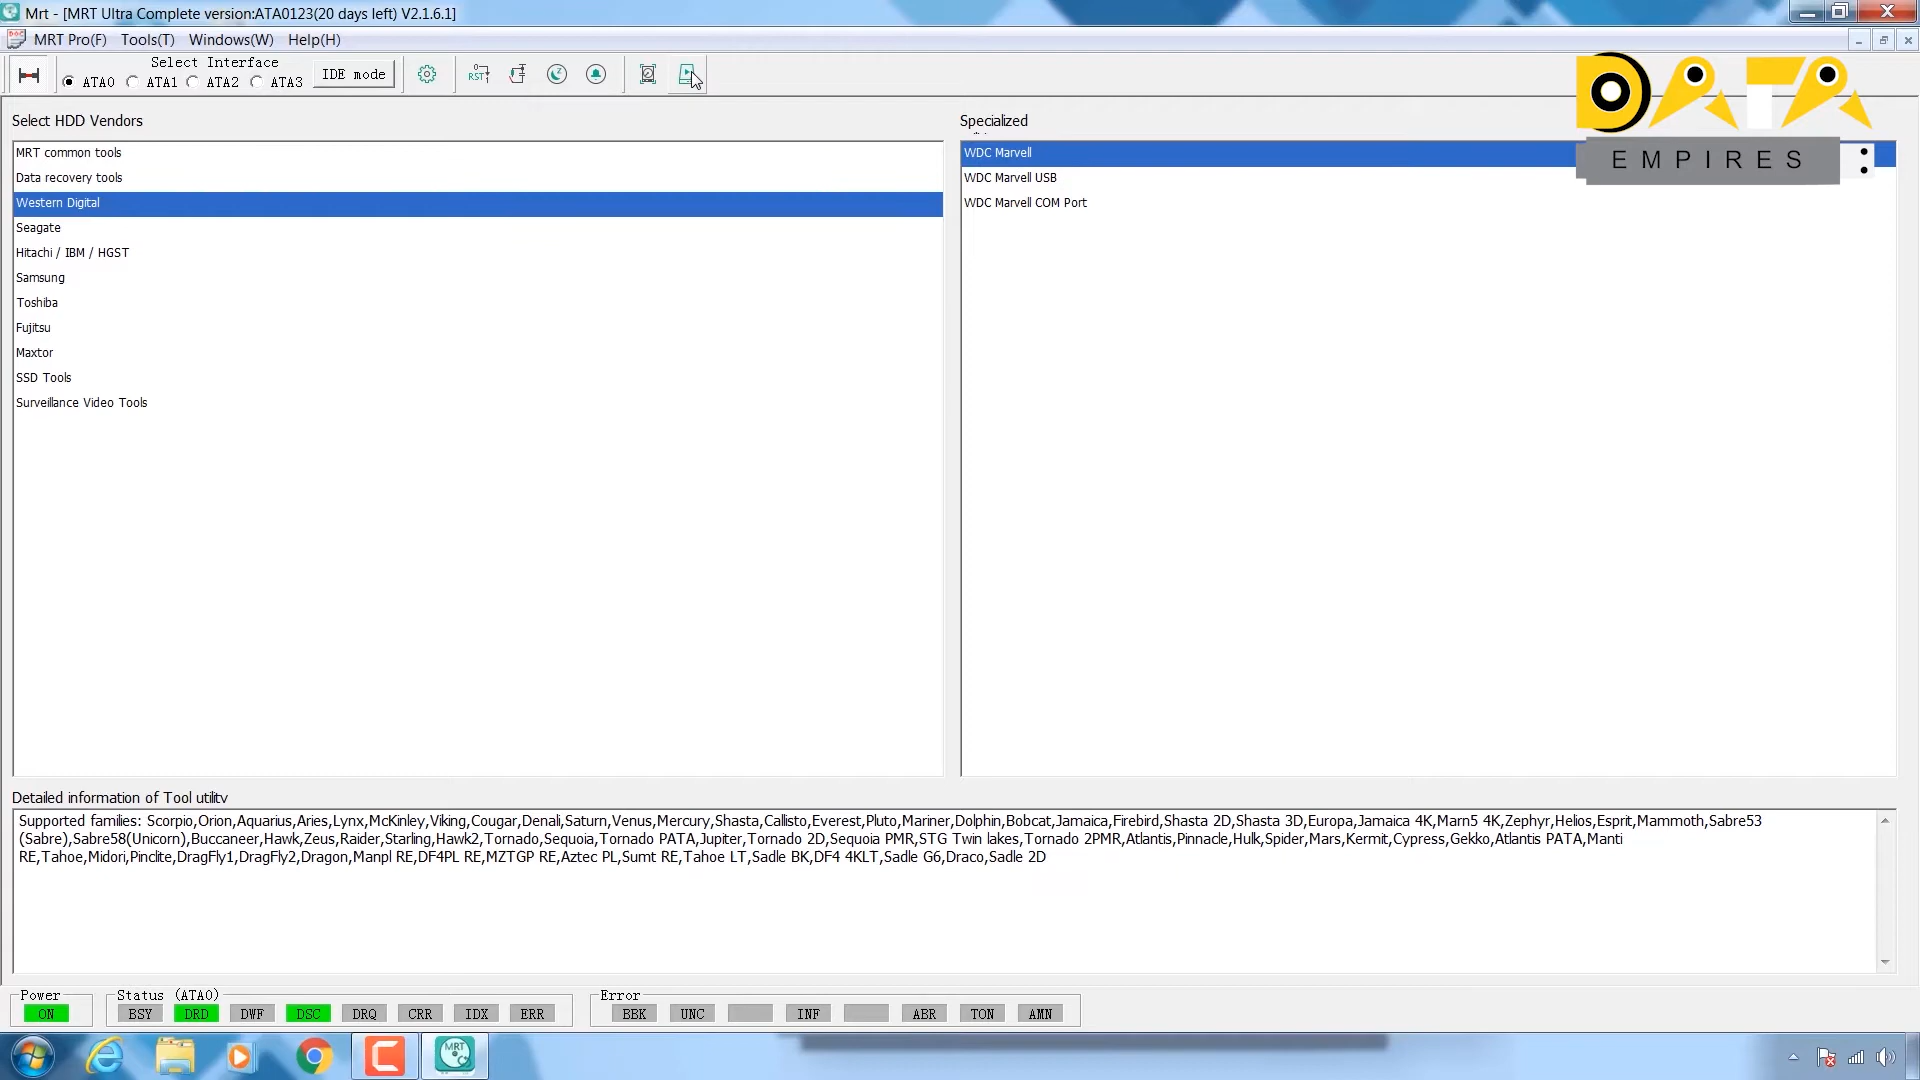 Mrt - [MRT Ultra Complete version:ATA0123(20 days left) V2.1.6.1]
MRT Pro(F) Tools(T) Windows(W) Help(H)
Select Interface
ATA0 ATA1 ATA2 ATA3
IDE mode
RST
DATA
EMPIRES
Select HDD Vendors
MRT common tools
Data recovery tools
Western Digital
Seagate
Hitachi / IBM / HGST
Samsung
Toshiba
Fujitsu
Maxtor
SSD Tools
Surveillance Video Tools
Specialized
WDC Marvell
WDC Marvell USB
WDC Marvell COM Port
Detailed information of Tool utility
Supported families: Scorpio,Orion,Aquarius,Aries,Lynx,McKinley,Viking,Cougar,Denali,Saturn,Venus,Mercury,Shasta,Callisto,Everest,Pluto,Mariner,Dolphin,Bobcat,Jamaica,Firebird,Shasta 2D,Shasta 3D,Europa,Jamaica 4K,Marn5 4K,Zephyr,Helios,Esprit,Mammoth,Sabre53
(Sabre),Sabre58(Unicorn),Buccaneer,Hawk,Zeus,Raider,Starling,Hawk2,Tornado,Sequoia,Tornado PATA,Jupiter,Tornado 2D,Sequoia PMR,STG Twin lakes,Tornado 2PMR,Atlantis,Pinnacle,Hulk,Spider,Mars,Kermit,Cypress,Gekko,Atlantis PATA,Manti
RE,Tahoe,Midori,Pinclite,DragFly1,DragFly2,Dragon,Manpl RE,DF4PL RE,MZTGP RE,Aztec PL,Sumt RE,Tahoe LT,Sadle BK,DF4 4KLT,Sadle G6,Draco,Sadle 2D
Power
ON
Status (ATA0)
BSY DRD DWF DSC DRQ CRR IDX ERR
Error
BBK UNC INF ABR TON AMN
MRT